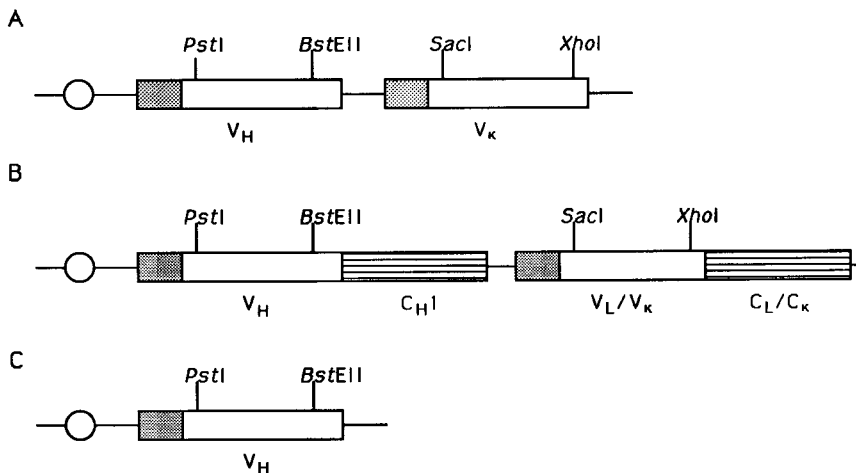 A
PstI BstEII SacI XhoI
V_H V_κ
B
PstI BstEII SacI XhoI
V_H C_H1 V_L/V_κ C_L/C_κ
C
PstI BstEII
V_H